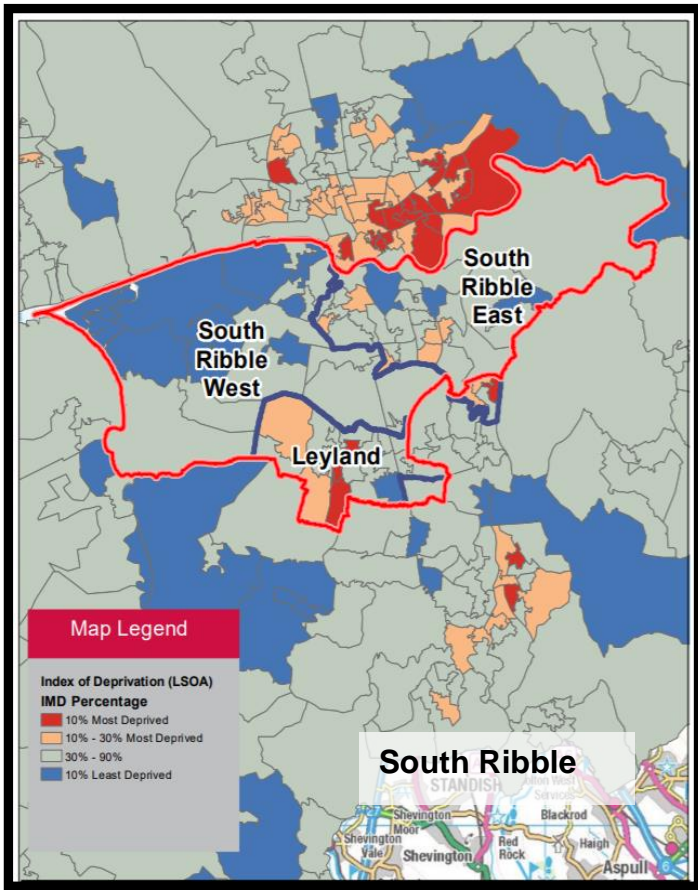 South
Ribble
East
South
Ribble
West
Leyland
Map Legend
Index of Deprivation (LSOA)
IMD Percentage
10% Most Deprived
10% - 30% Most Deprived
30% - 90%
10% Least Deprived
South Ribble
STANDISH
Services
Shevington
Moor
Blackrod
Shevington
Vale
Shevington
Red
Rock
Haigh
Aspull
6